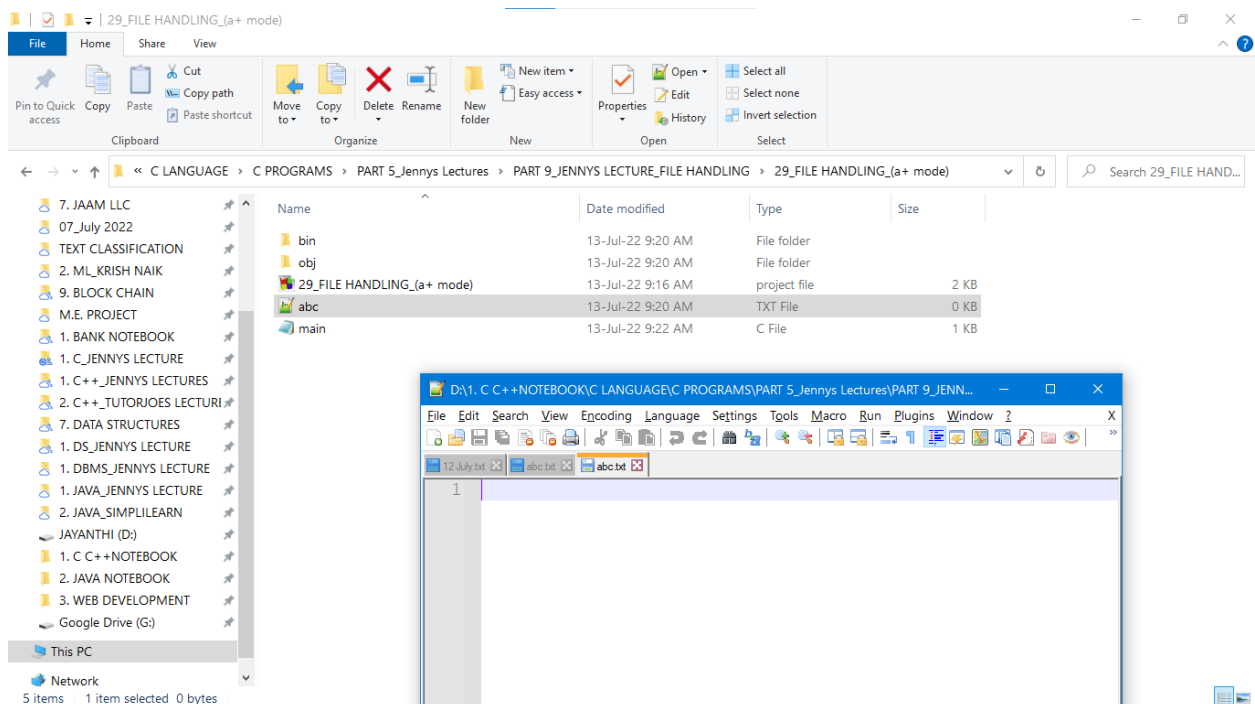 29_FILE HANDLING_(a+ mode)
File Home Share View
Pin to Quick access
Copy
Paste
Cut
Copy path
Paste shortcut
Clipboard
Move to
Copy to
Delete
Rename
Organize
New folder
New item
Easy access
New
Properties
Open
Edit
History
Open
Select all
Select none
Invert selection
Select
« C LANGUAGE > C PROGRAMS > PART 5_Jennys Lectures > PART 9_JENNYS LECTURE_FILE HANDLING > 29_FILE HANDLING_(a+ mode)
Search 29_FILE HAND...
7. JAAM LLC
07_July 2022
TEXT CLASSIFICATION
2. ML_KRISH NAIK
9. BLOCK CHAIN
M.E. PROJECT
1. BANK NOTEBOOK
1. C_JENNYS LECTURE
1. C++_JENNYS LECTURES
2. C++_TUTORJOES LECTURE
7. DATA STRUCTURES
1. DS_JENNYS LECTURE
1. DBMS_JENNYS LECTURE
1. JAVA_JENNYS LECTURE
2. JAVA_SIMPLILEARN
JAYANTHI (D:)
1. C C++NOTEBOOK
2. JAVA NOTEBOOK
3. WEB DEVELOPMENT
Google Drive (G:)
This PC
Network
Name Date modified Type Size
bin 13-Jul-22 9:20 AM File folder
obj 13-Jul-22 9:20 AM File folder
29_FILE HANDLING_(a+ mode) 13-Jul-22 9:16 AM project file 2 KB
abc 13-Jul-22 9:20 AM TXT File 0 KB
main 13-Jul-22 9:22 AM C File 1 KB
D:\1. C C++NOTEBOOK\C LANGUAGE\C PROGRAMS\PART 5_Jennys Lectures\PART 9_JENN...
File Edit Search View Encoding Language Settings Tools Macro Run Plugins Window ? X
12 July.txt abc.txt abc.txt
1
5 items 1 item selected 0 bytes